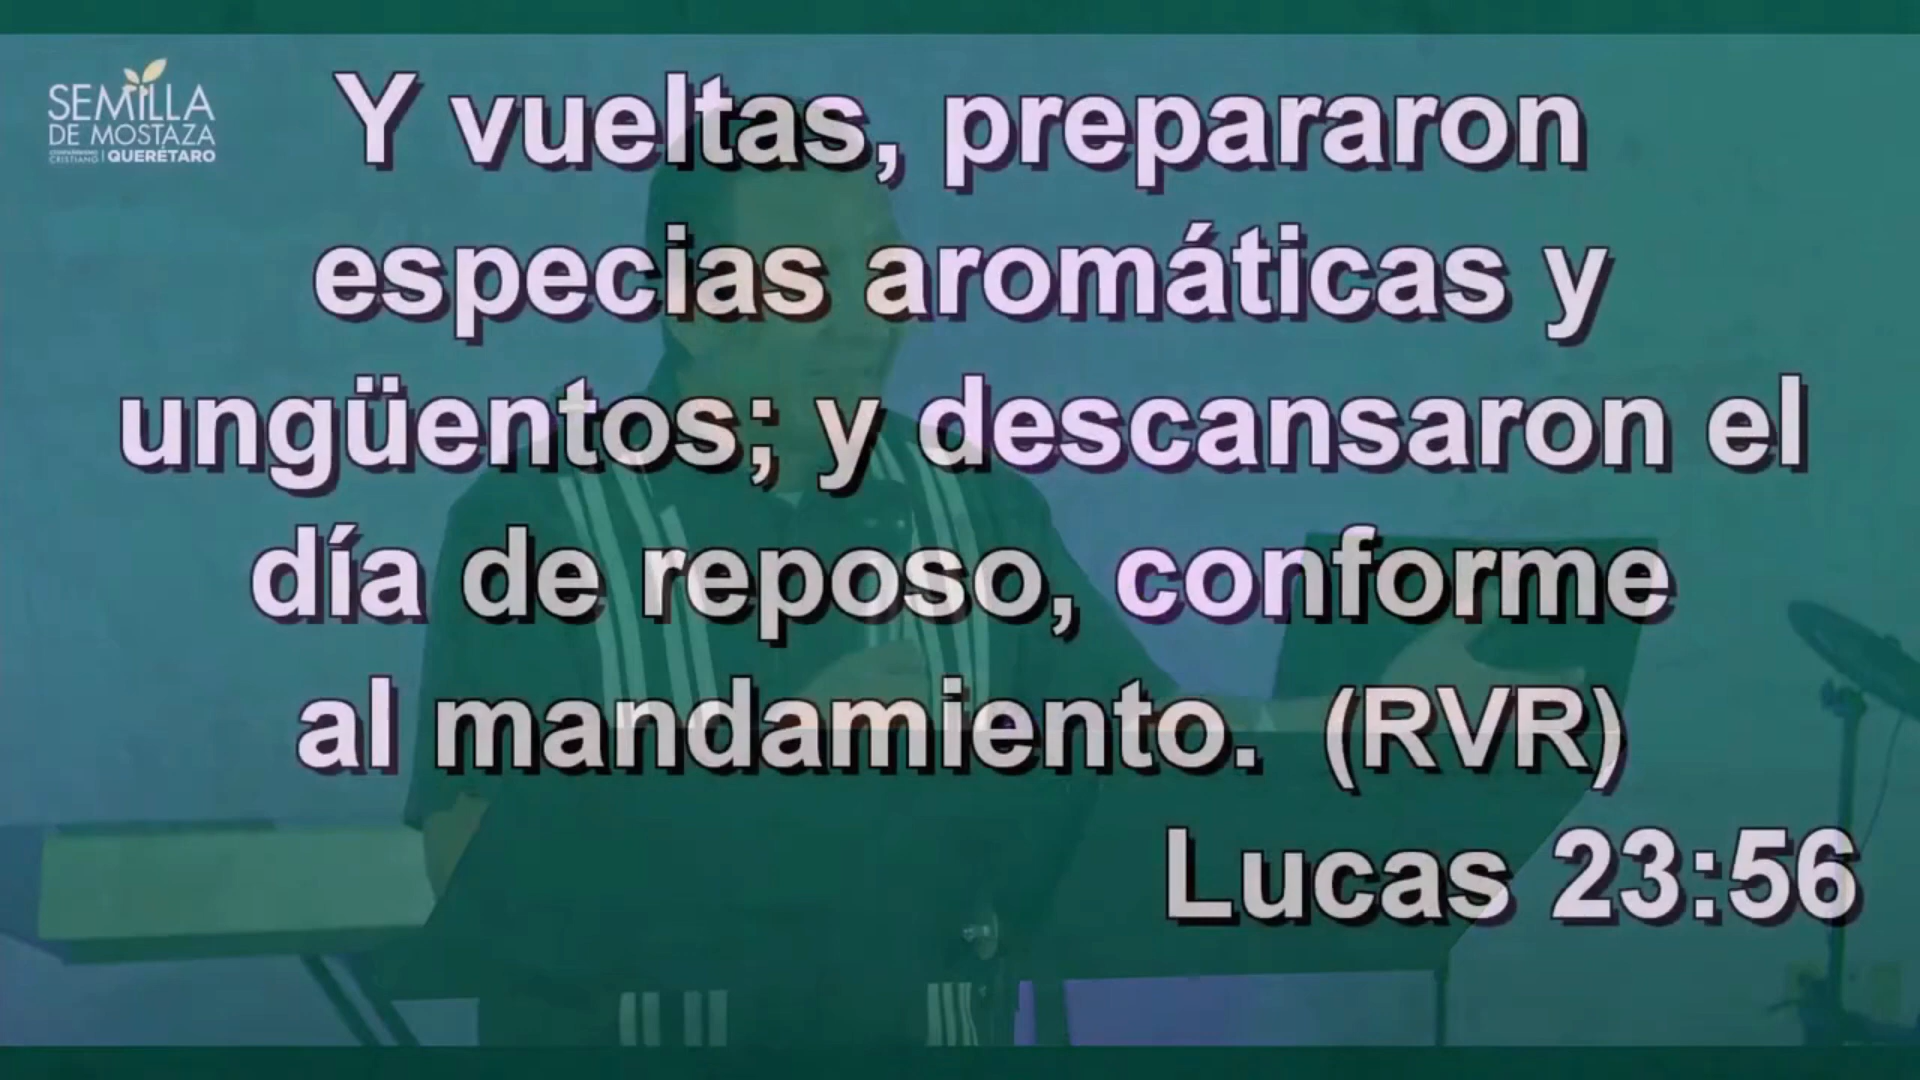 SEMILLA
DE MOSTAZA
CRISTIANO | QUERÉTARO
Y vueltas, prepararon
especias aromáticas y
ungüentos; y descansaron el
día de reposo, conforme
al mandamiento. (RVR)
Lucas 23:56